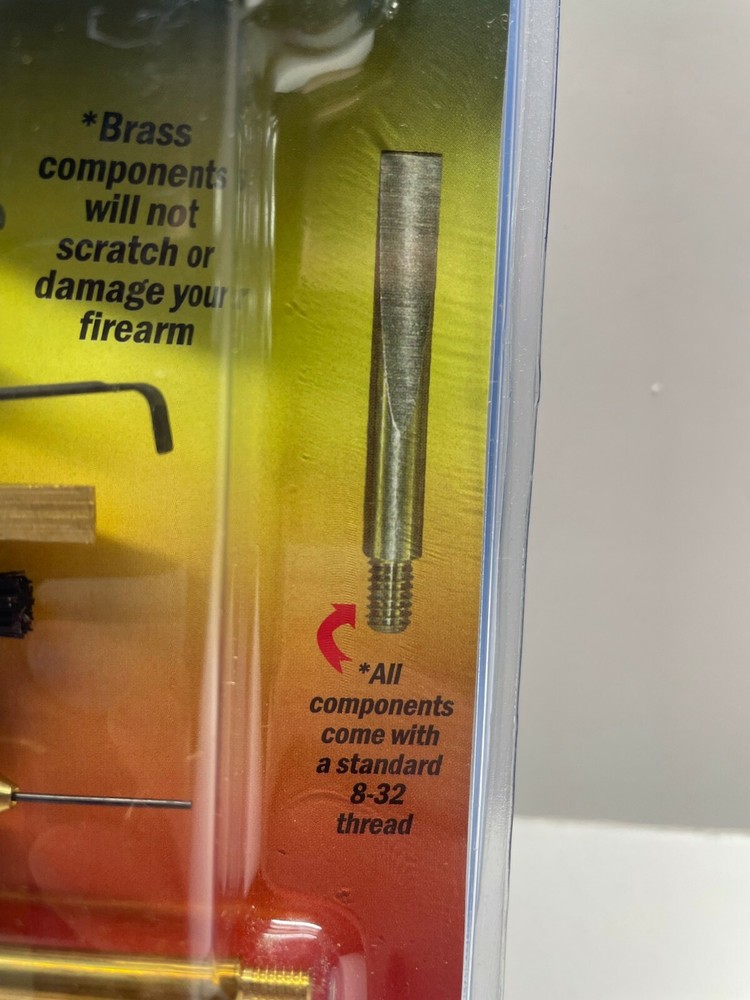 *Brass
components
will not
scratch or
damage your
firearm
*All
components
come with
a standard
8-32
thread